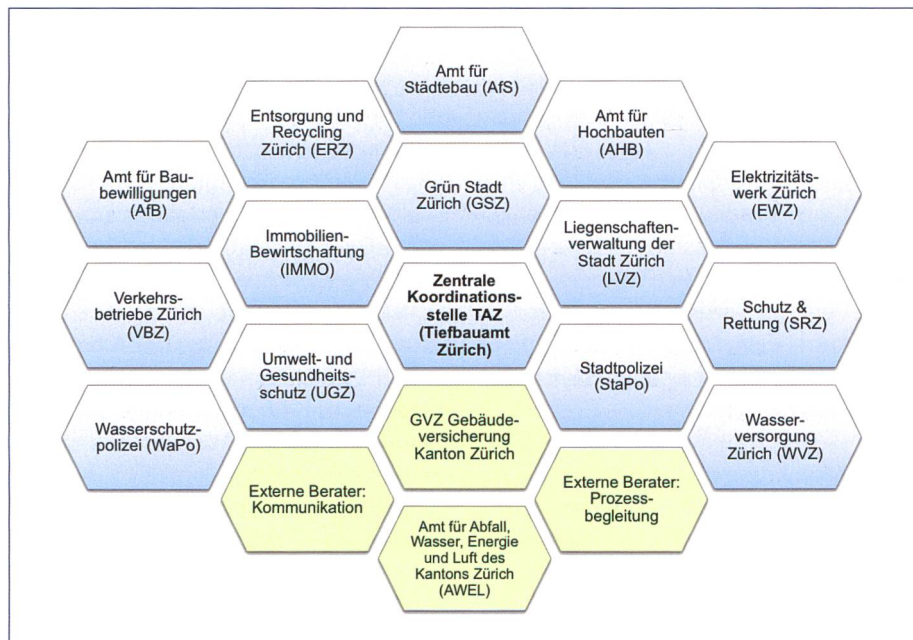 Amt für
Städtebau (AfS)
Entsorgung und
Recycling
Zürich (ERZ)
Amt für
Hochbauten
(AHB)
Amt für Bau-
bewilligungen
(AfB)
Grün Stadt
Zürich (GSZ)
Elektrizitäts-
werk Zürich
(EWZ)
Immobilien-
Bewirtschaftung
(IMMO)
Liegenschaften-
verwaltung der
Stadt Zürich
(LVZ)
Verkehrs-
betriebe Zürich
(VBZ)
Zentrale
Koordinations-
stelle TAZ
(Tiefbauamt
Zürich)
Schutz &
Rettung (SRZ)
Umwelt- und
Gesundheits-
schutz (UGZ)
Stadtpolizei
(StaPo)
Wasserschutz-
polizei (WaPo)
GVZ Gebäude-
versicherung
Kanton Zürich
Wasser-
versorgung
Zürich (WVZ)
Externe Berater:
Kommunikation
Externe Berater:
Prozess-
begleitung
Amt für Abfall,
Wasser, Energie
und Luft des
Kantons Zürich
(AWEL)